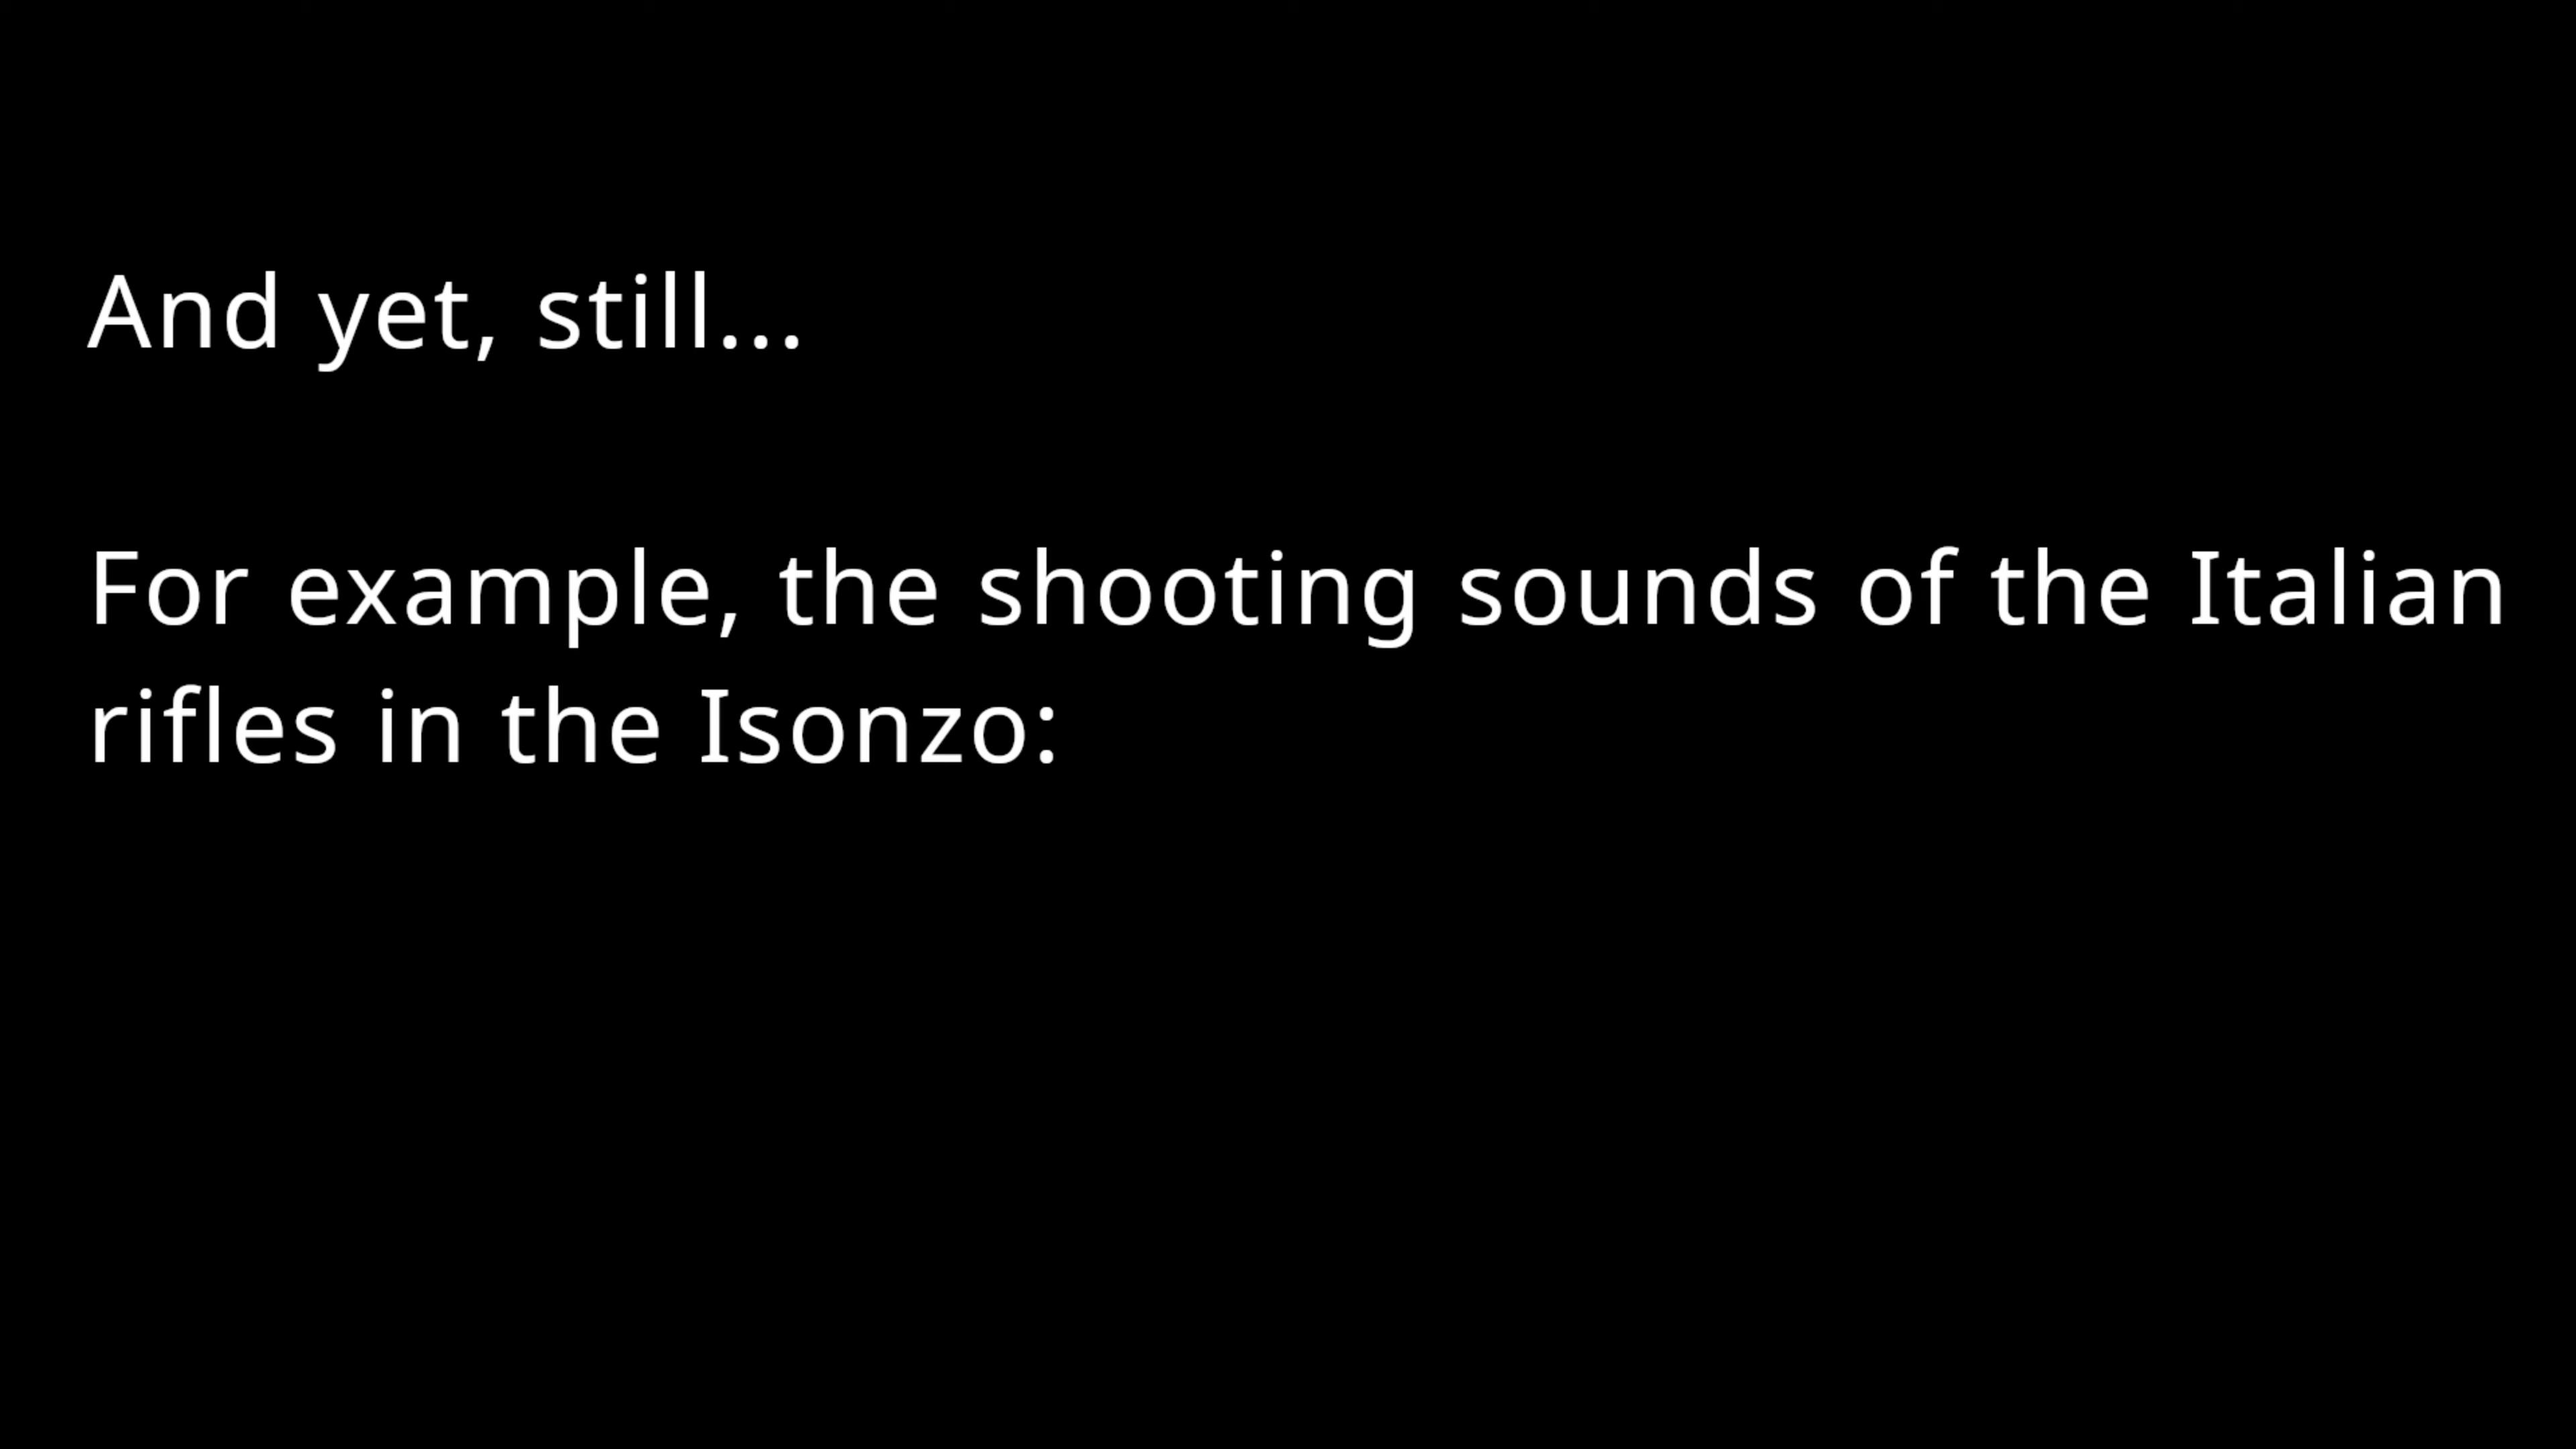 And yet, still...
For example, the shooting sounds of the Italian
rifles in the Isonzo: